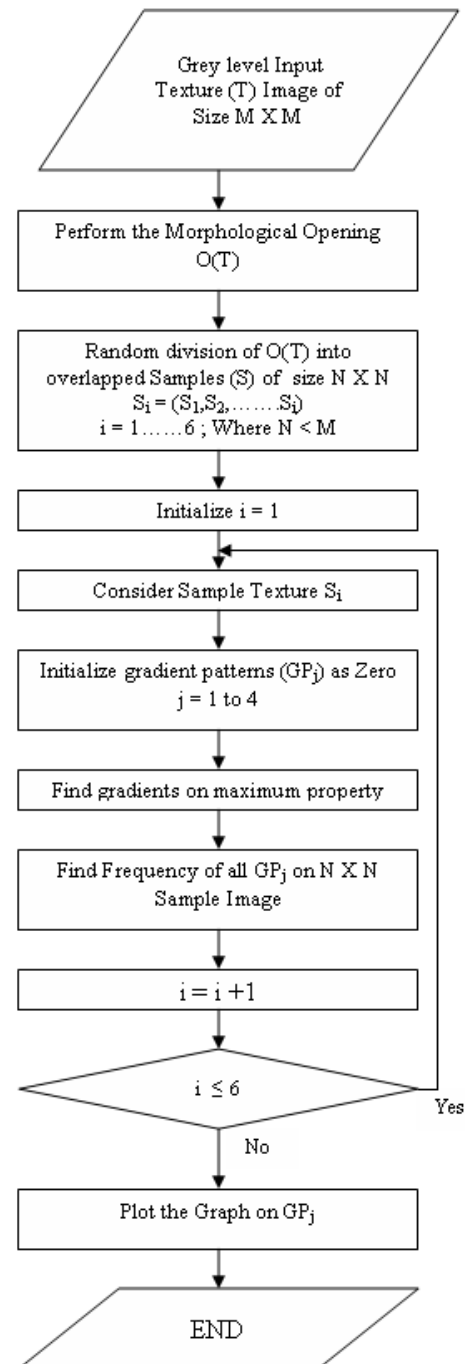 Grey level Input
Texture (T) Image of
Size M X M
Perform the Morphological Opening
O(T)
Random division of O(T) into
overlapped Samples (S) of size N X N
Si = (S1,S2,.......Si)
i = 1......6 ; Where N < M
Initialize i = 1
Consider Sample Texture Si
Initialize gradient patterns (GPj) as Zero
j = 1 to 4
Find gradients on maximum property
Find Frequency of all GPj on N X N
Sample Image
i = i +1
i ≤ 6
Yes
No
Plot the Graph on GPj
END